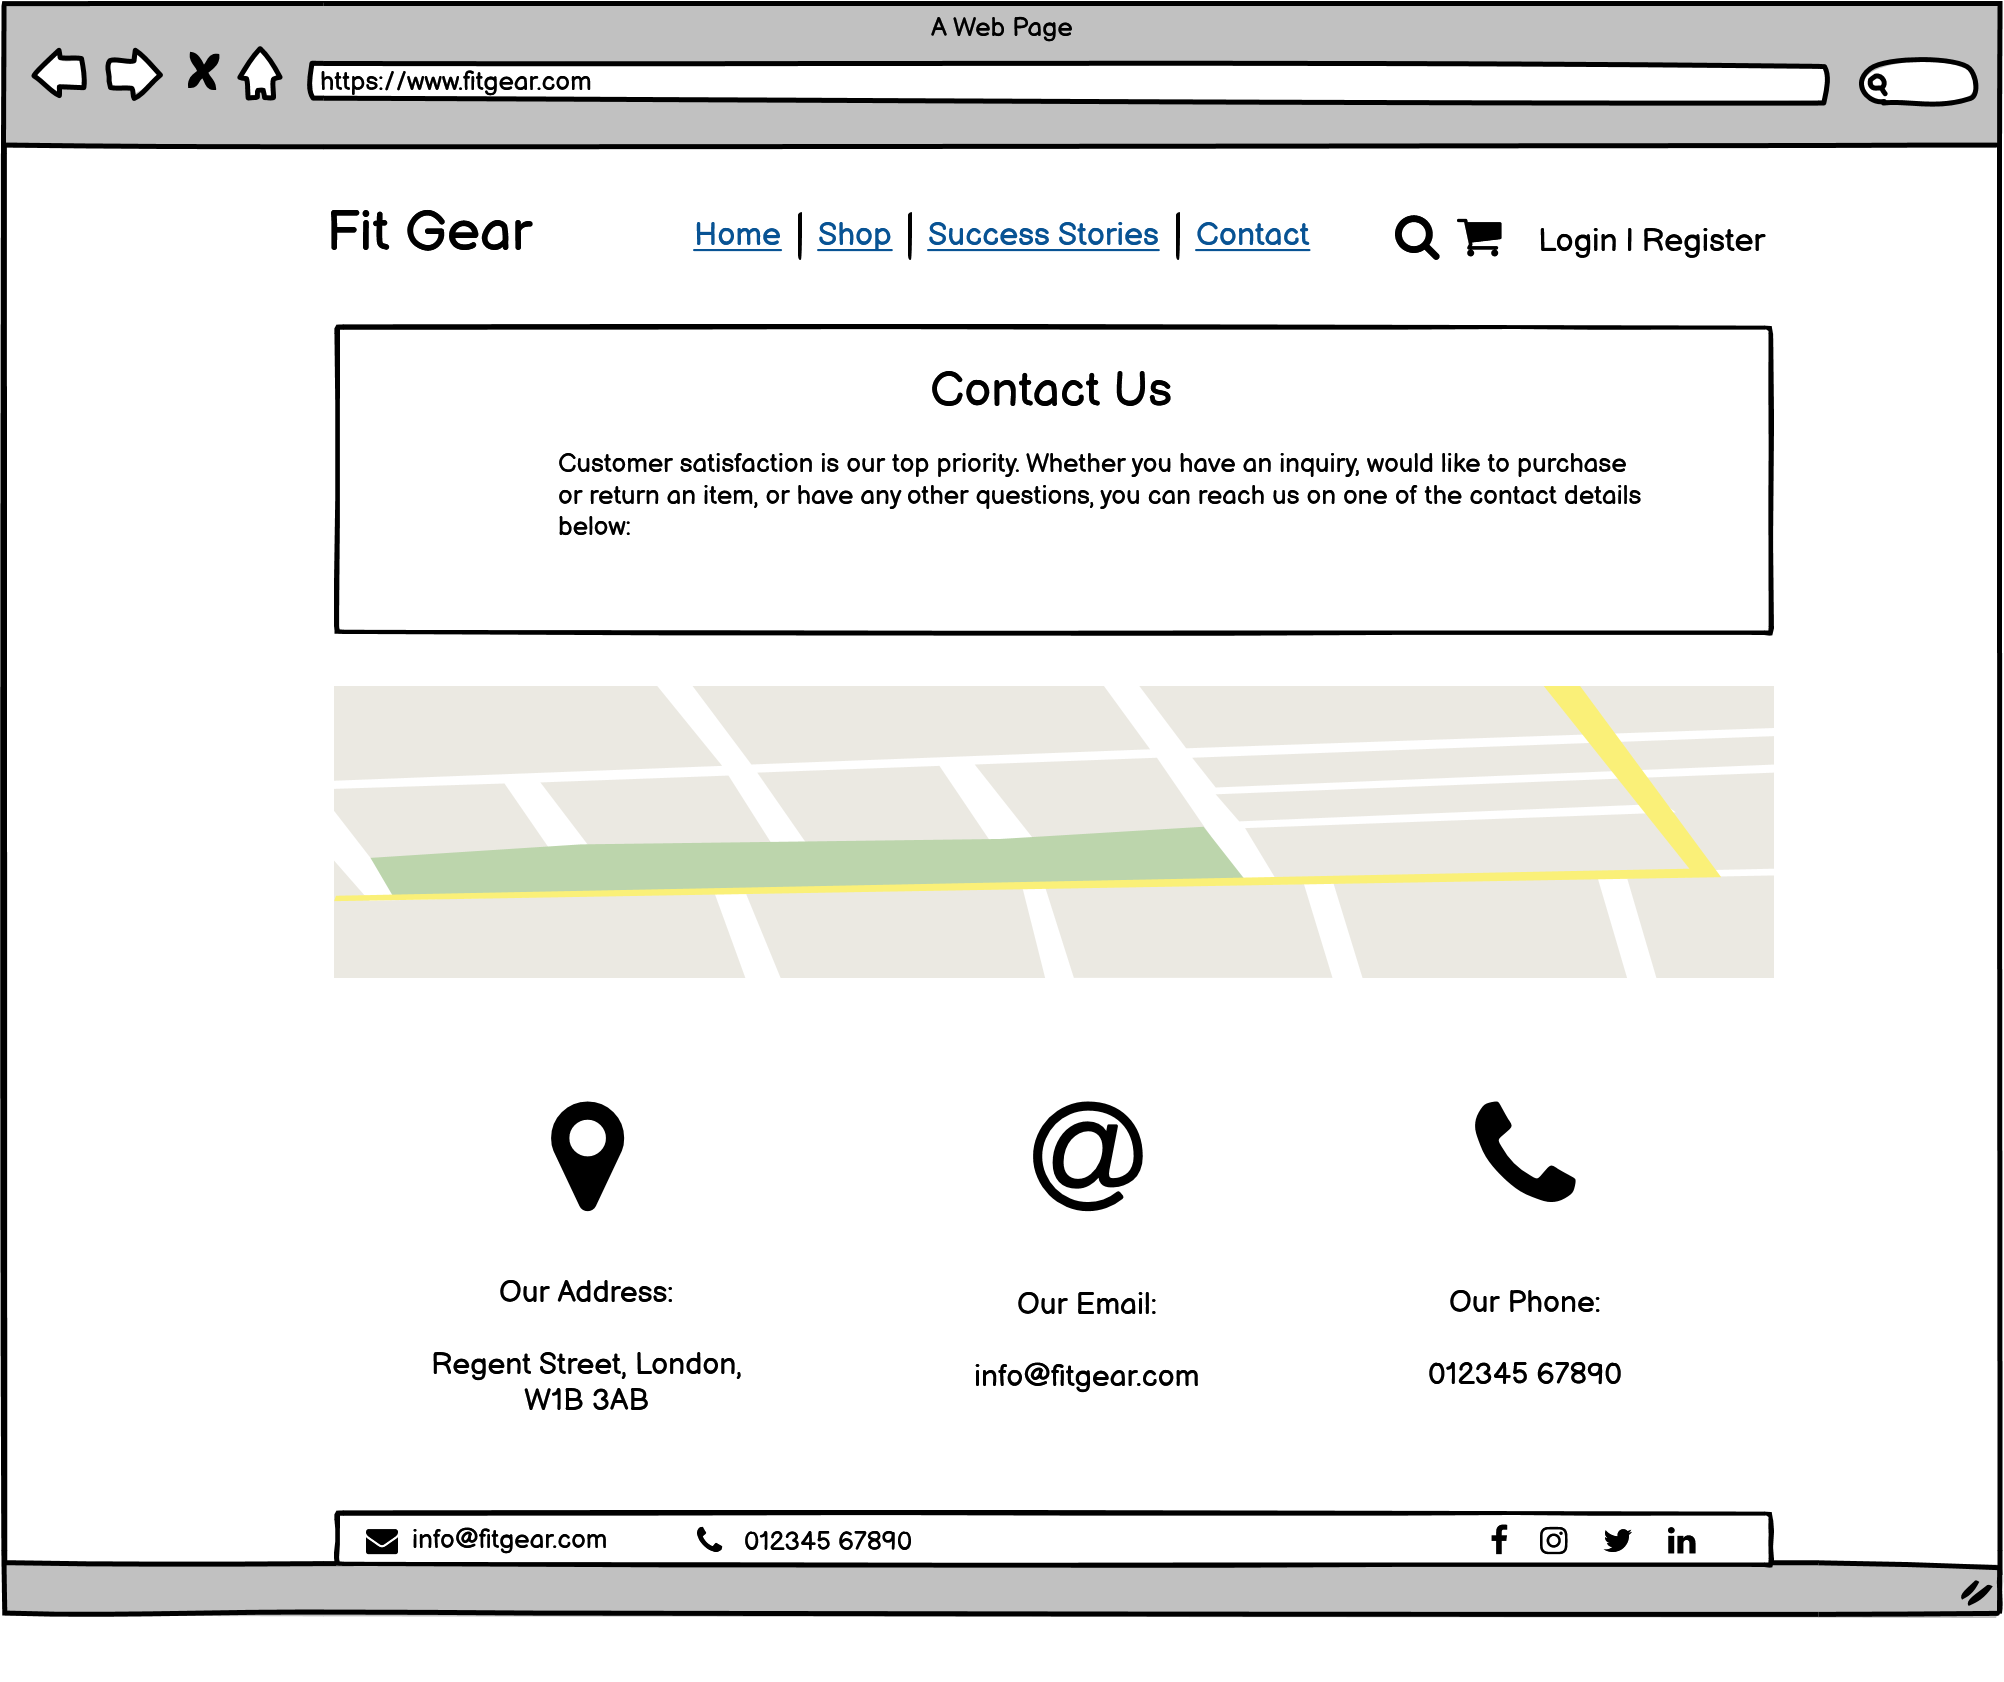 A Web Page
https://www.fitgear.com
Fit Gear
Home | Shop | Success Stories | Contact
Login | Register
Contact Us
Customer satisfaction is our top priority. Whether you have an inquiry, would like to purchase
or return an item, or have any other questions, you can reach us on one of the contact details
below:
Our Address:
Regent Street, London,
W1B 3AB
Our Email:
info@fitgear.com
Our Phone:
012345 67890
info@fitgear.com
012345 67890